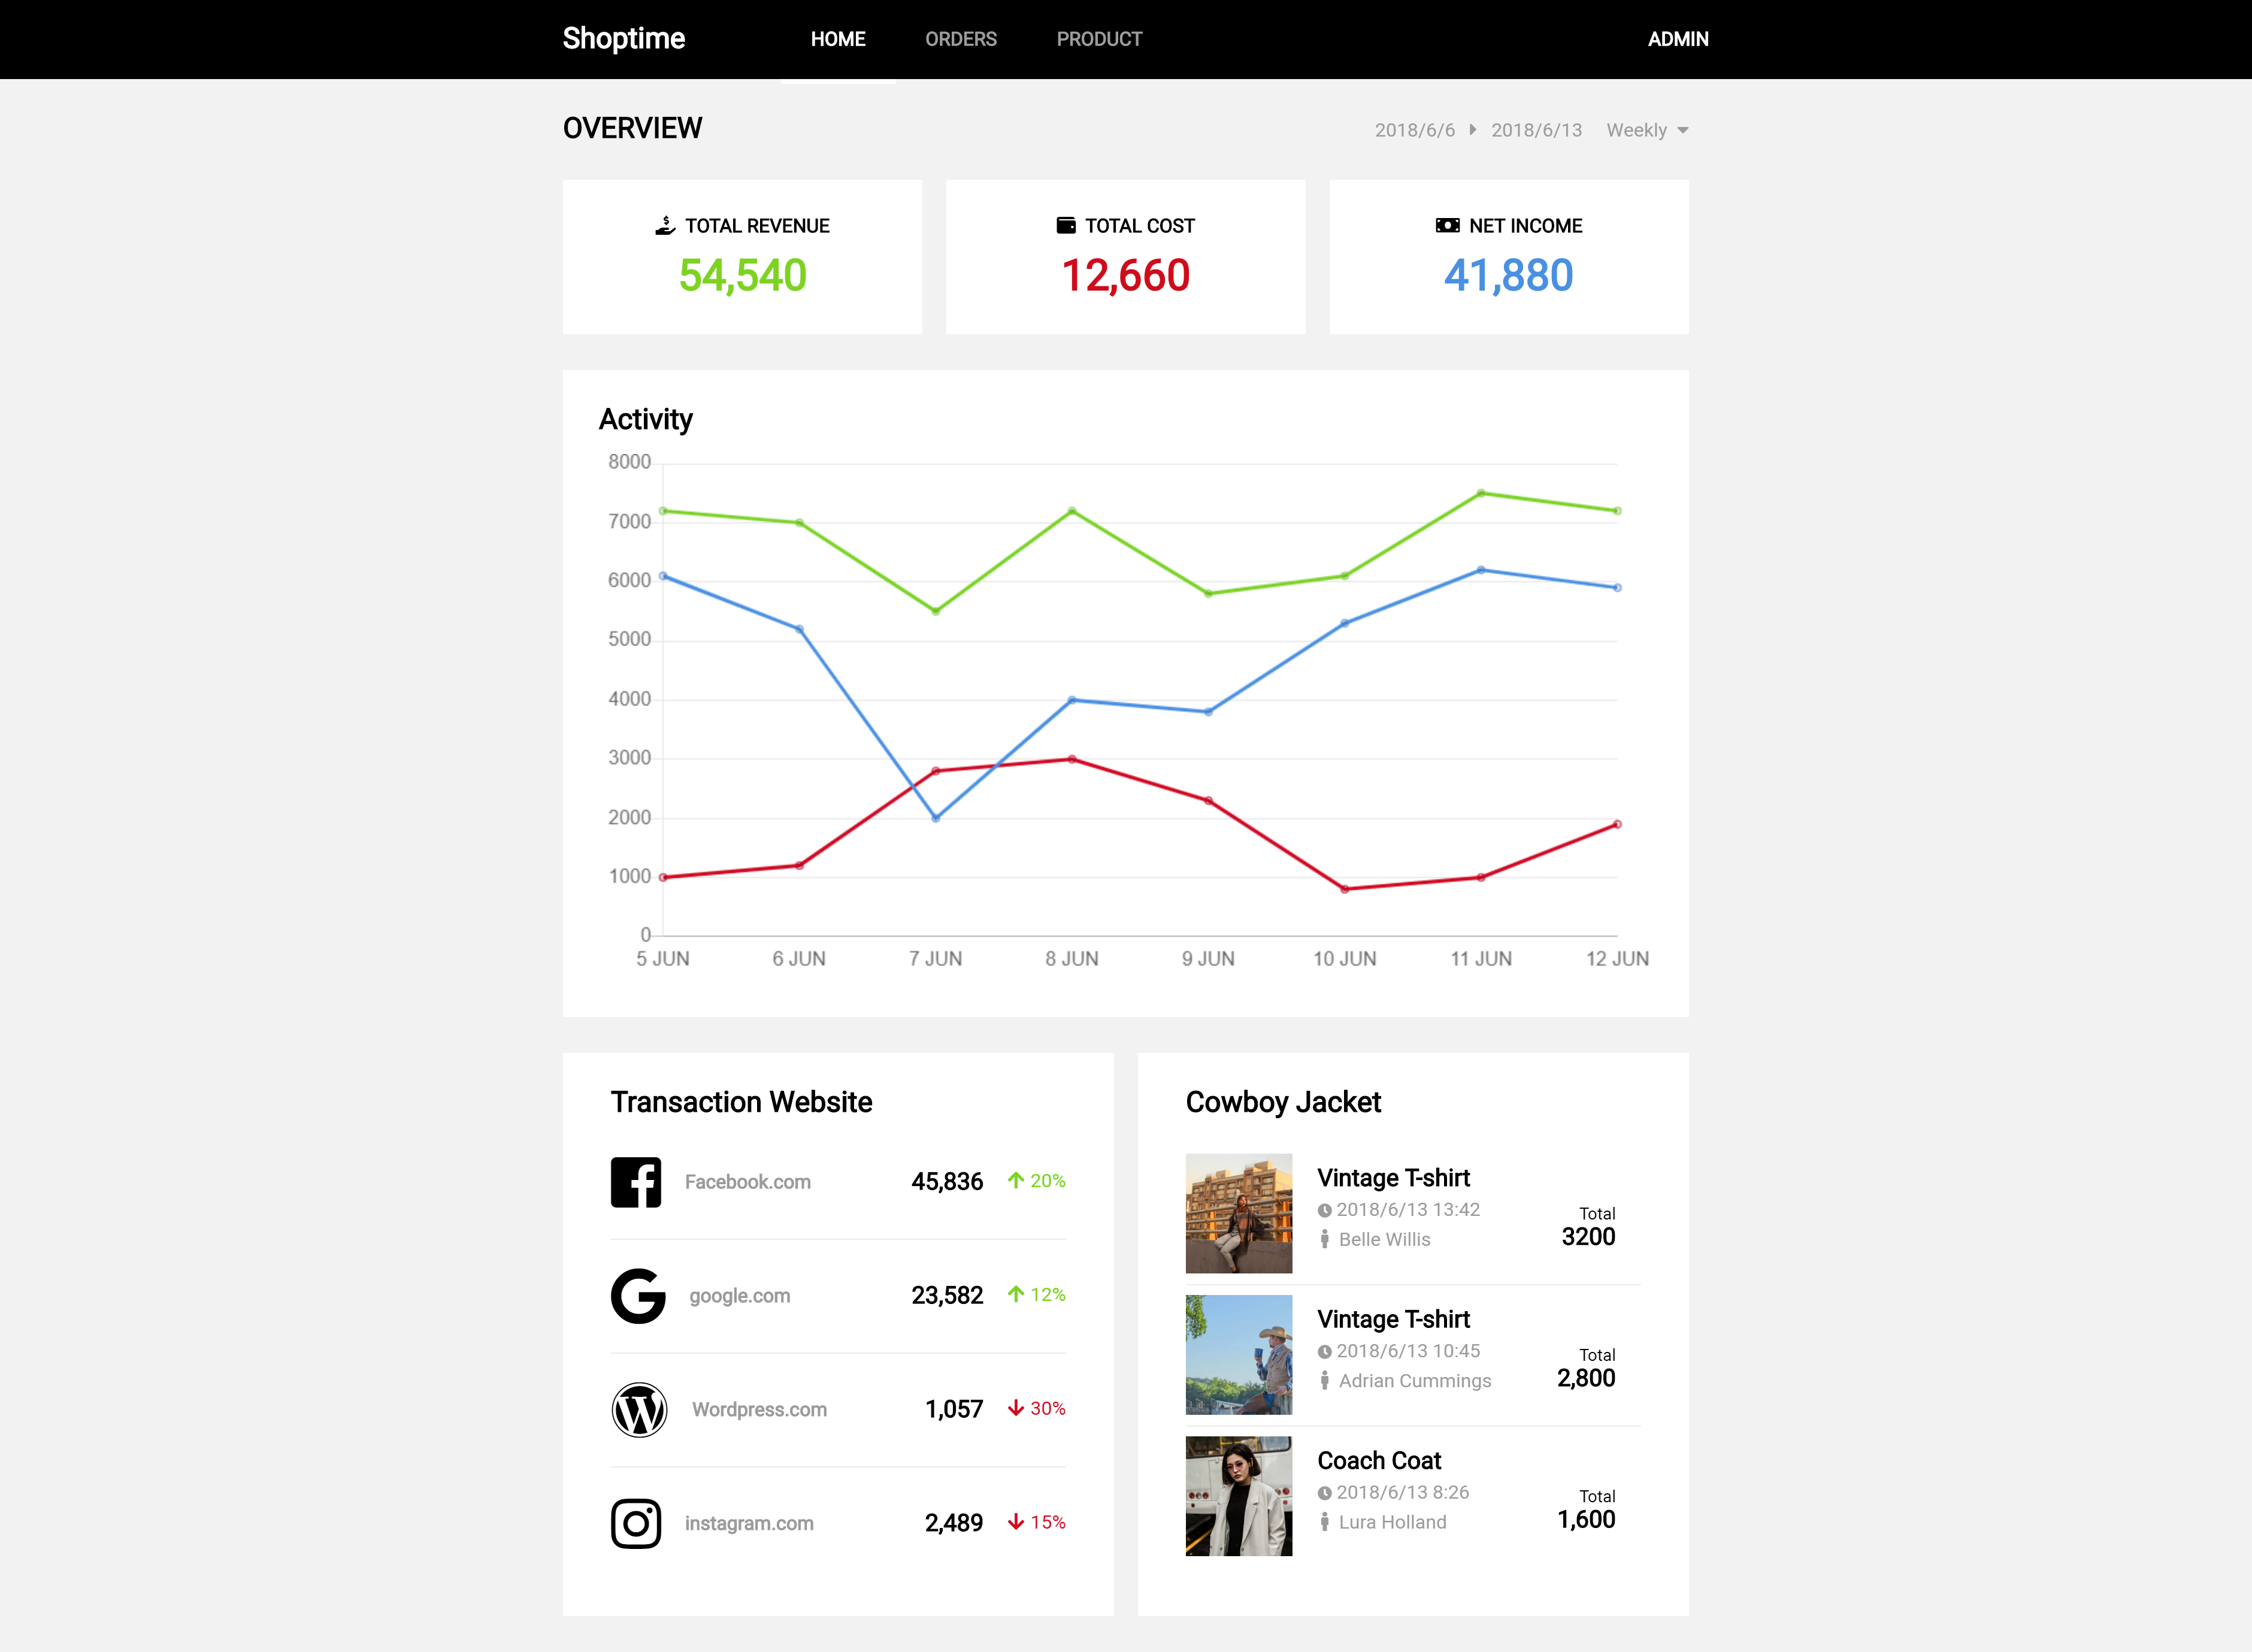 Shoptime HOME ORDERS PRODUCT ADMIN
OVERVIEW 2018/6/6 2018/6/13 Weekly
TOTAL REVENUE
54,540
TOTAL COST
12,660
NET INCOME
41,880
Activity
8000
7000
6000
5000
4000
3000
2000
1000
0
5 JUN 6 JUN 7 JUN 8 JUN 9 JUN 10 JUN 11 JUN 12 JUN
Transaction Website
Facebook.com 45,836 20%
google.com 23,582 12%
Wordpress.com 1,057 30%
instagram.com 2,489 15%
Cowboy Jacket
Vintage T-shirt
2018/6/13 13:42
Belle Willis
Total
3200
Vintage T-shirt
2018/6/13 10:45
Adrian Cummings
Total
2,800
Coach Coat
2018/6/13 8:26
Lura Holland
Total
1,600